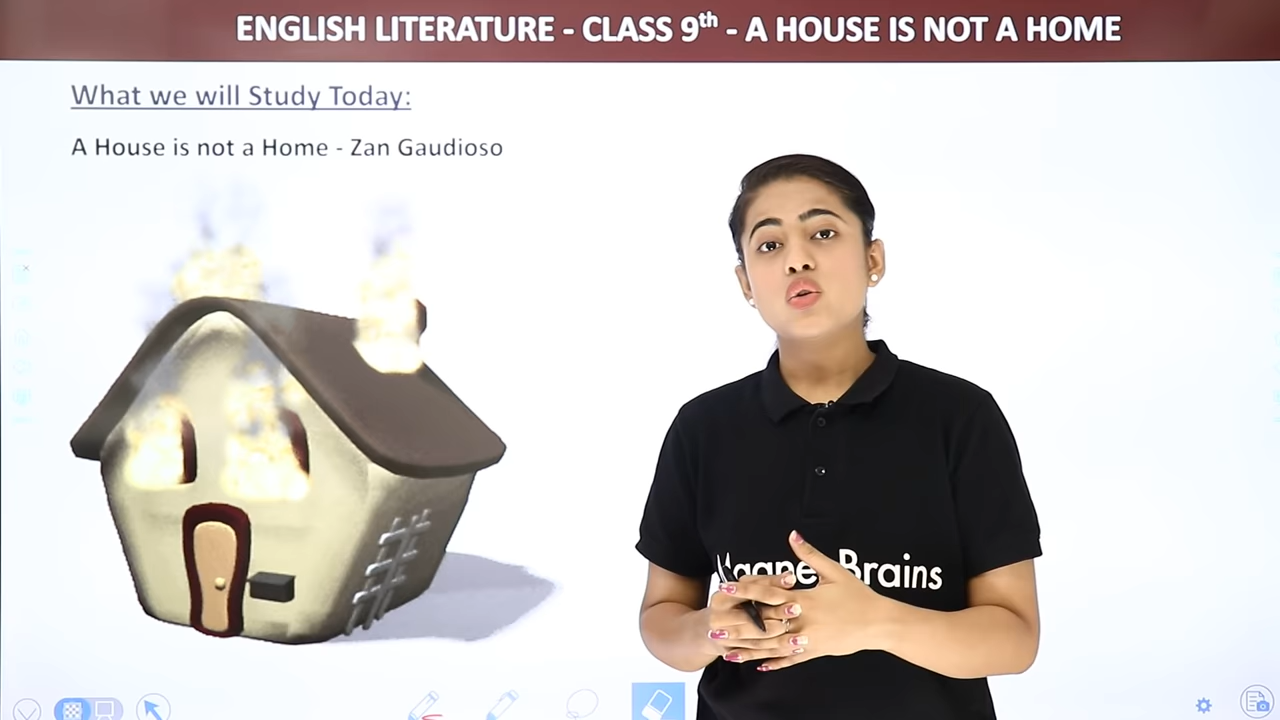 ENGLISH LITERATURE - CLASS 9th - A HOUSE IS NOT A HOME
What we will Study Today:
A House is not a Home - Zan Gaudioso
Brains